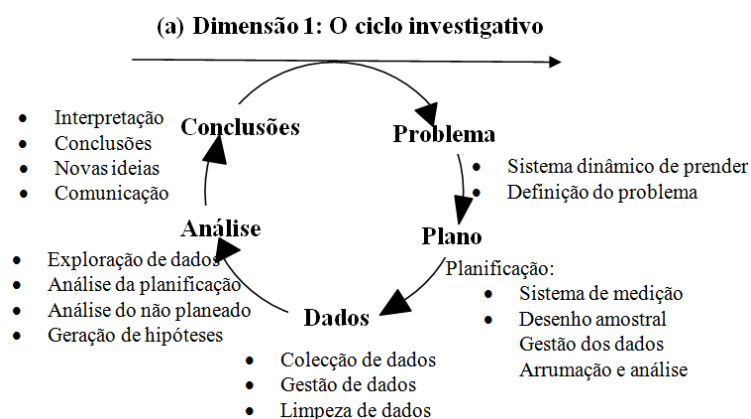 (a) Dimensão 1: O ciclo investigativo
Problema
• Sistema dinâmico de prender
• Definição do problema
Plano
Planificação:
• Sistema de medição
• Desenho amostral
Gestão dos dados
Arrumação e análise
Dados
• Colecção de dados
• Gestão de dados
• Limpeza de dados
Análise
• Exploração de dados
• Análise da planificação
• Análise do não planeado
• Geração de hipóteses
Conclusões
• Interpretação
• Conclusões
• Novas ideias
• Comunicação